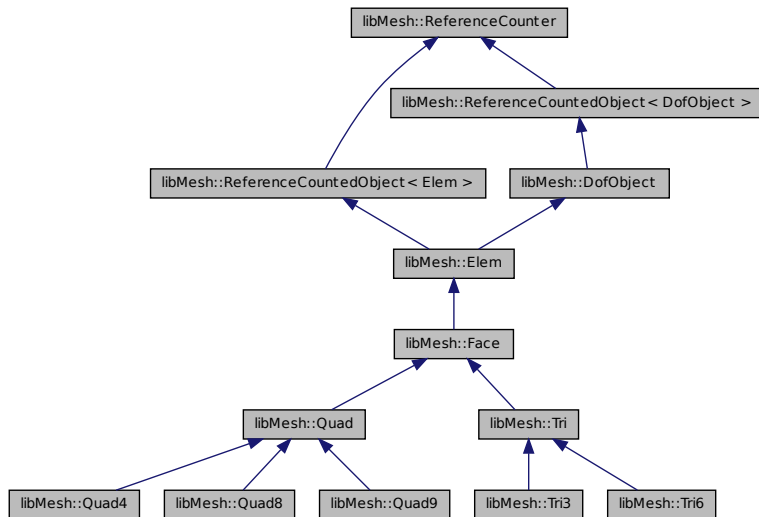 libMesh::ReferenceCounter
libMesh::ReferenceCountedObject< DofObject >
libMesh::ReferenceCountedObject< Elem >
libMesh::DofObject
libMesh::Elem
libMesh::Face
libMesh::Quad
libMesh::Tri
libMesh::Quad4
libMesh::Quad8
libMesh::Quad9
libMesh::Tri3
libMesh::Tri6